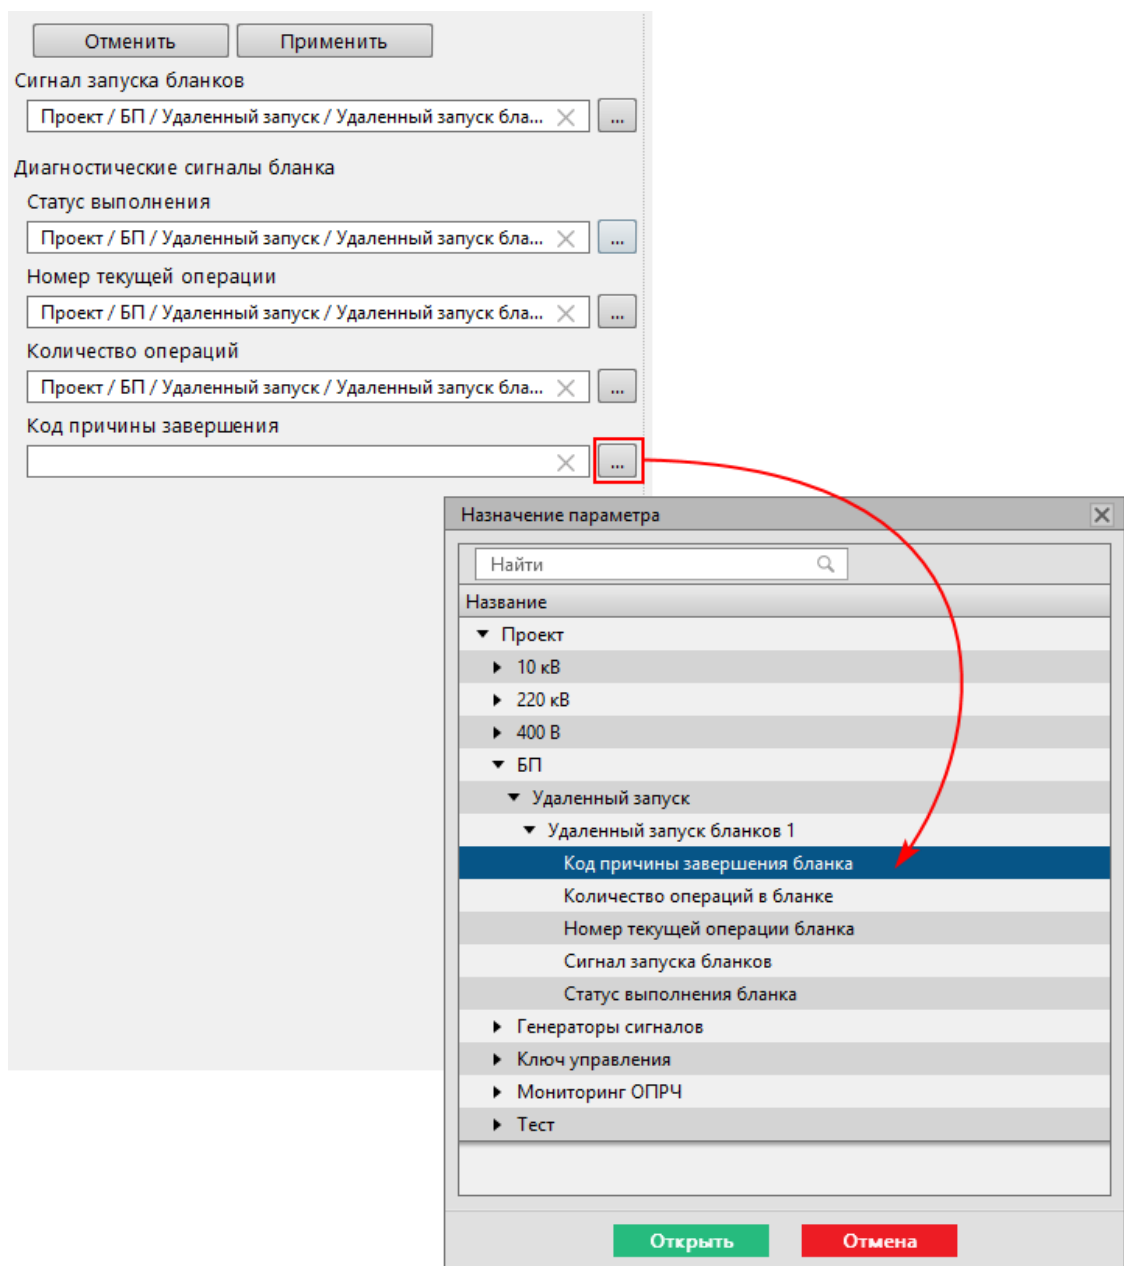 Отменить Применить
Сигнал запуска бланков
Проект / БП / Удаленный запуск / Удаленный запуск бла... ...
Диагностические сигналы бланка
Статус выполнения
Проект / БП / Удаленный запуск / Удаленный запуск бла... ...
Номер текущей операции
Проект / БП / Удаленный запуск / Удаленный запуск бла... ...
Количество операций
Проект / БП / Удаленный запуск / Удаленный запуск бла... ...
Код причины завершения
...
Назначение параметра
Найти
Название
Проект
10 кВ
220 кВ
400 В
БП
Удаленный запуск
Удаленный запуск бланков 1
Код причины завершения бланка
Количество операций в бланке
Номер текущей операции бланка
Сигнал запуска бланков
Статус выполнения бланка
Генераторы сигналов
Ключ управления
Мониторинг ОПРЧ
Тест
Открыть Отмена